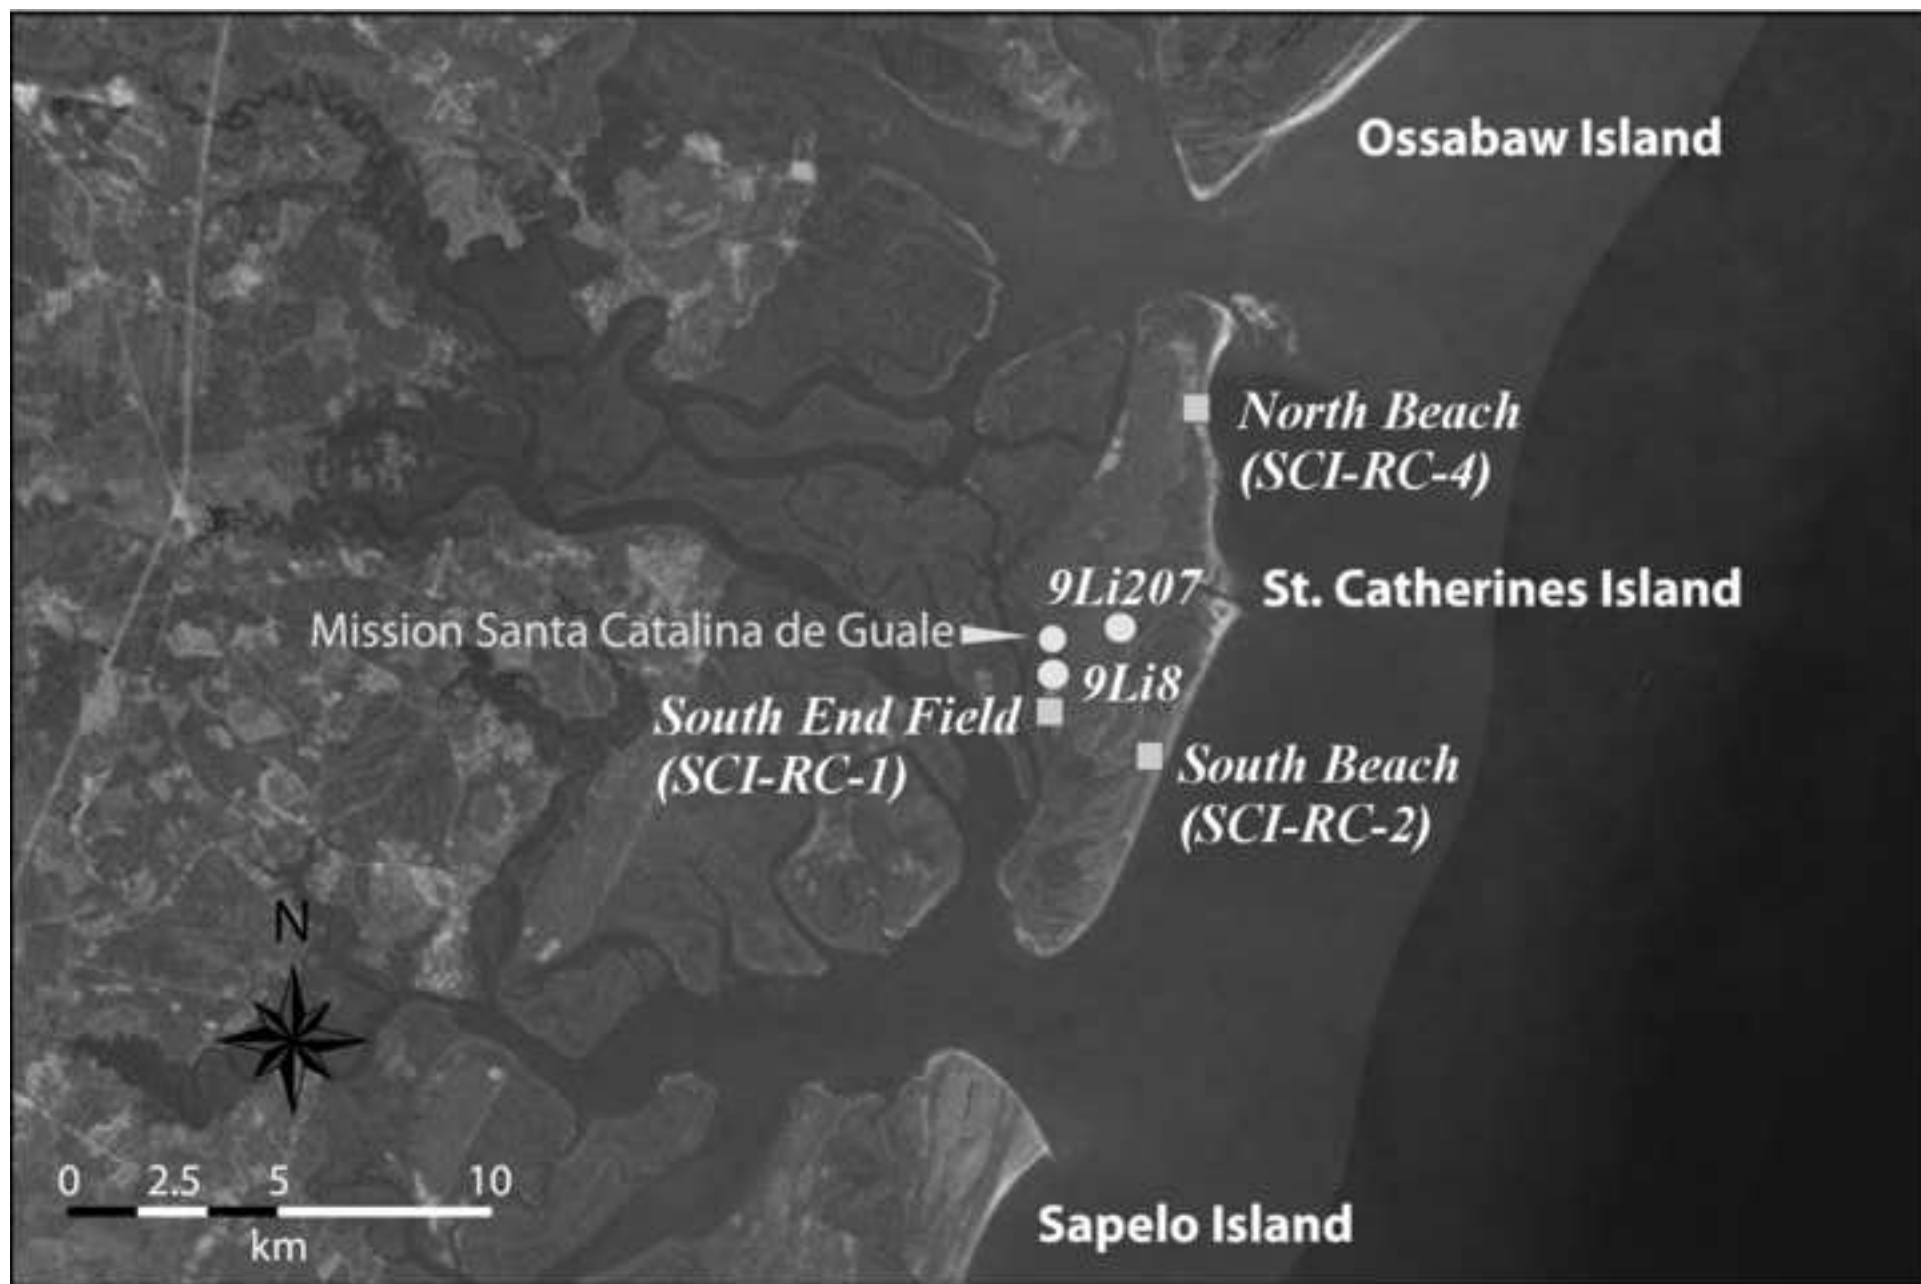 Ossabaw Island
North Beach
(SCI-RC-4)
9Li207
St. Catherines Island
Mission Santa Catalina de Guale
9Li8
South End Field
(SCI-RC-1)
South Beach
(SCI-RC-2)
N
0 2.5 5 10
km
Sapelo Island